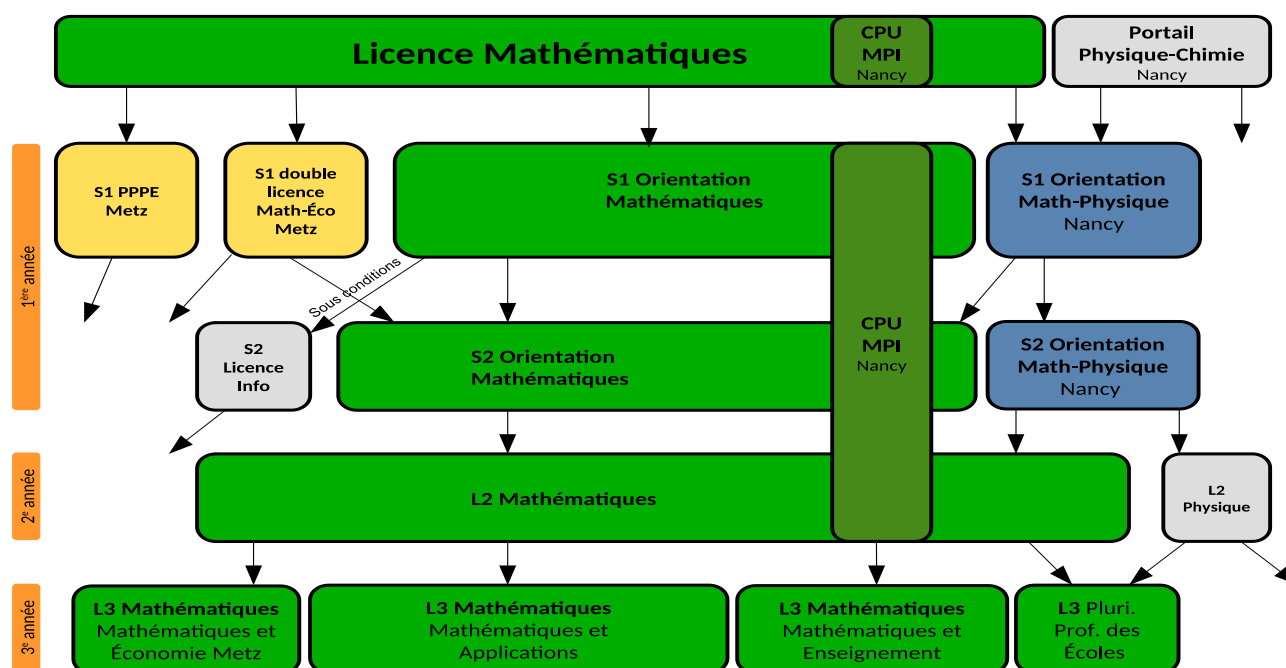 Licence Mathématiques
CPU
MPI
Nancy
Portail
Physique-Chimie
Nancy
1ère année
S1 PPPE
Metz
S1 double
licence
Math-Éco
Metz
S1 Orientation
Mathématiques
S1 Orientation
Math-Physique
Nancy
Sous conditions
S2
Licence
Info
S2 Orientation
Mathématiques
CPU
MPI
Nancy
S2 Orientation
Math-Physique
Nancy
2e année
L2 Mathématiques
L2
Physique
3e année
L3 Mathématiques
Mathématiques et
Économie Metz
L3 Mathématiques
Mathématiques et
Applications
L3 Mathématiques
Mathématiques et
Enseignement
L3 Pluri.
Prof. des
Écoles